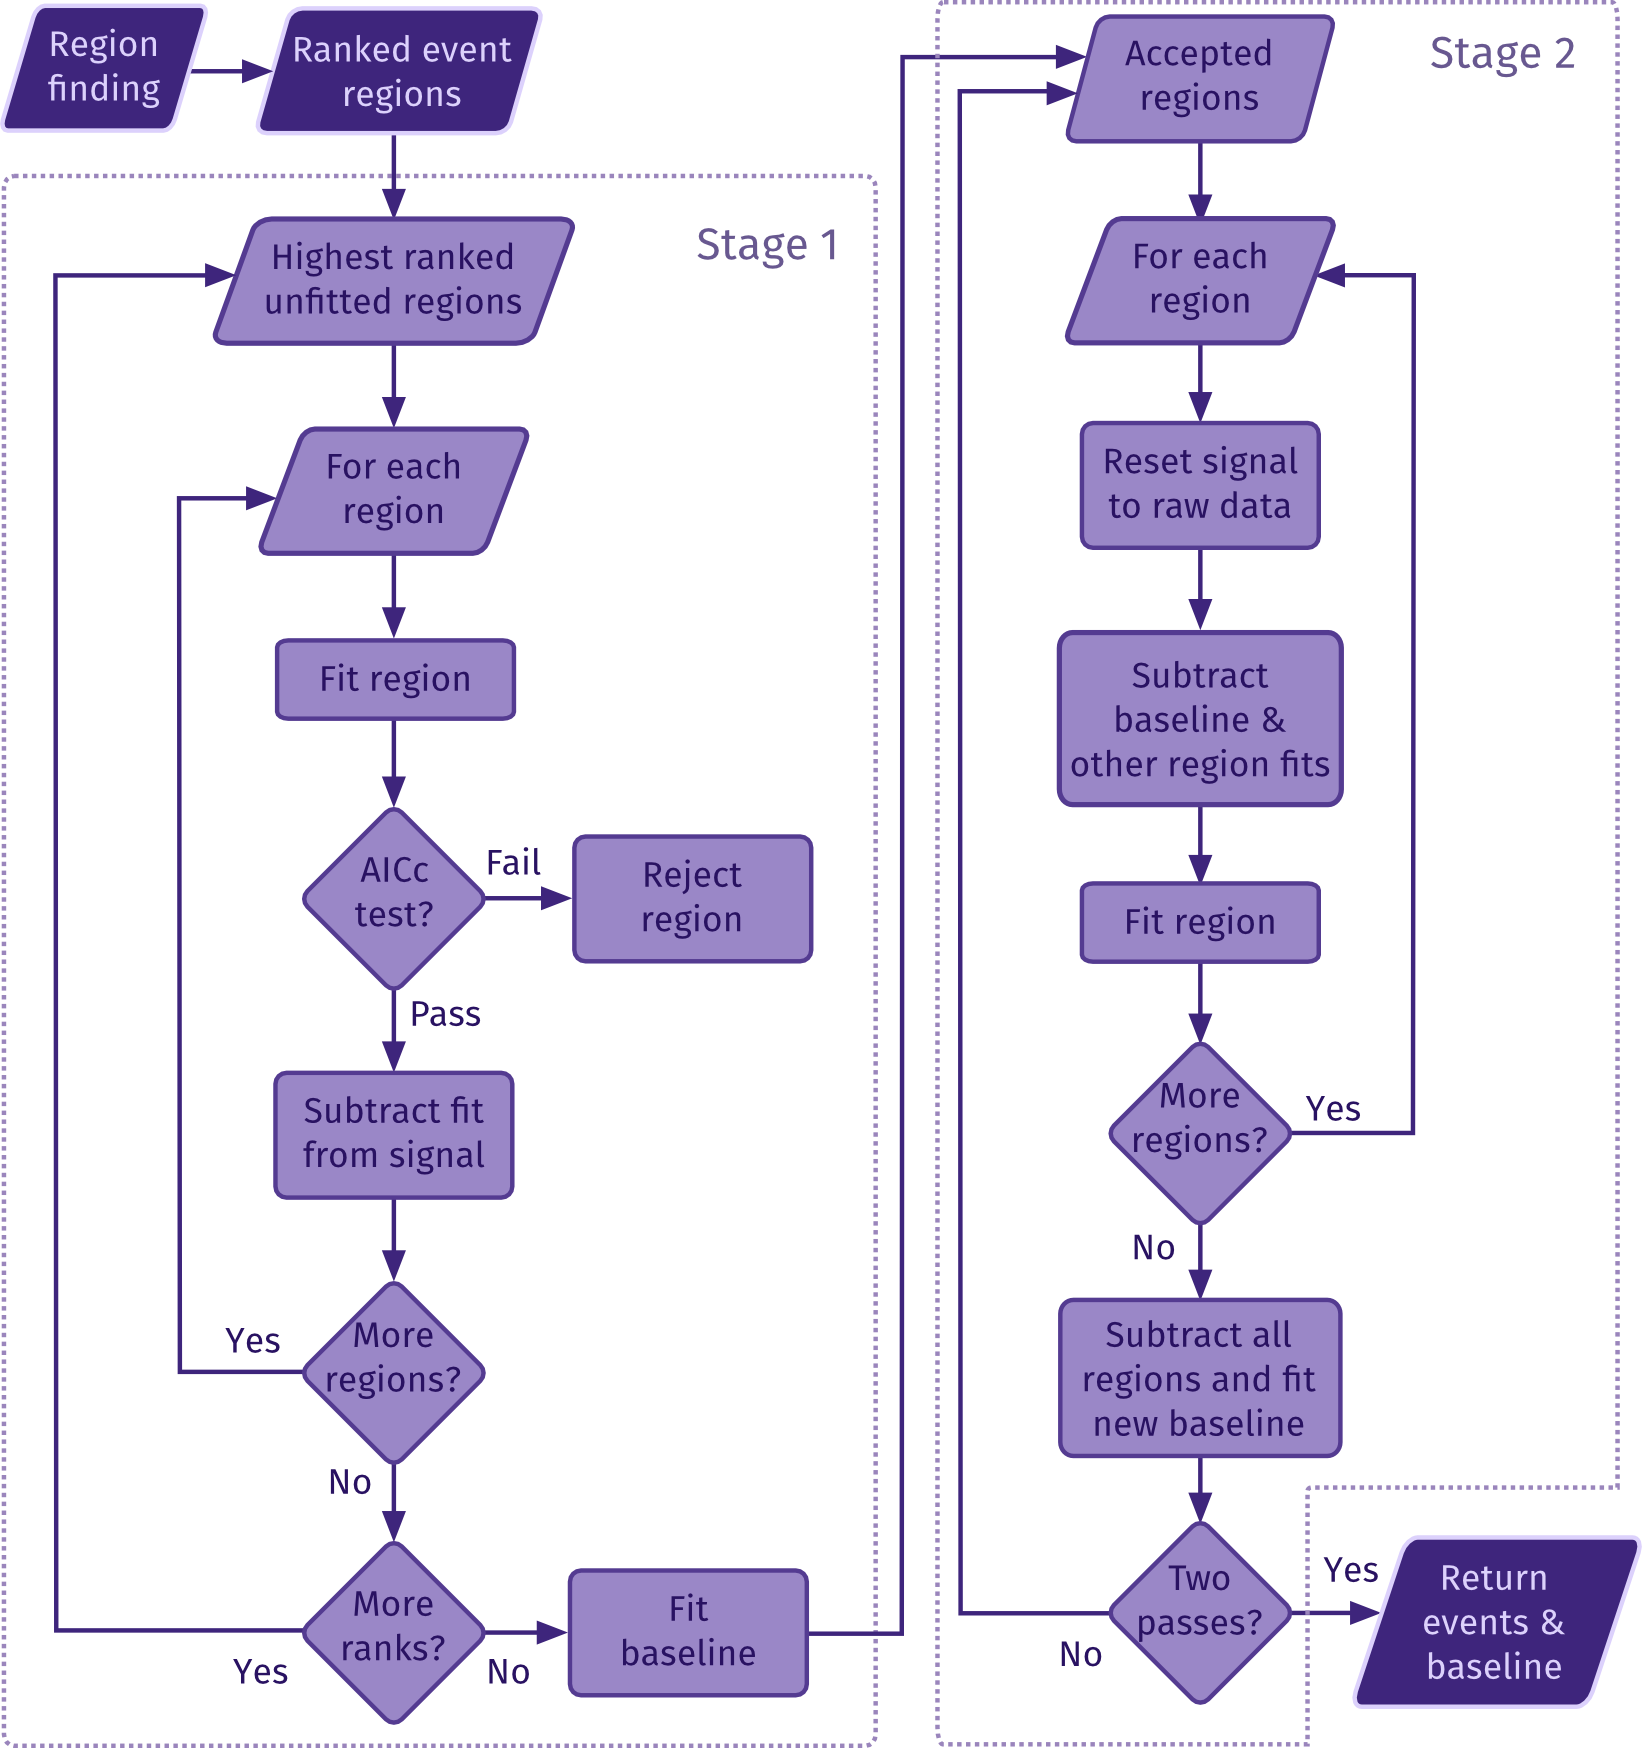 Region
finding
Ranked event
regions
Stage 1
Highest ranked
unfitted regions
For each
region
Fit region
AICc
test?
Fail
Reject
region
Pass
Subtract fit
from signal
More
regions?
Yes
No
More
ranks?
Yes
No
Fit
baseline
Stage 2
Accepted
regions
For each
region
Reset signal
to raw data
Subtract
baseline &
other region fits
Fit region
More
regions?
Yes
No
Subtract all
regions and fit
new baseline
Two
passes?
No
Yes
Return
events &
baseline